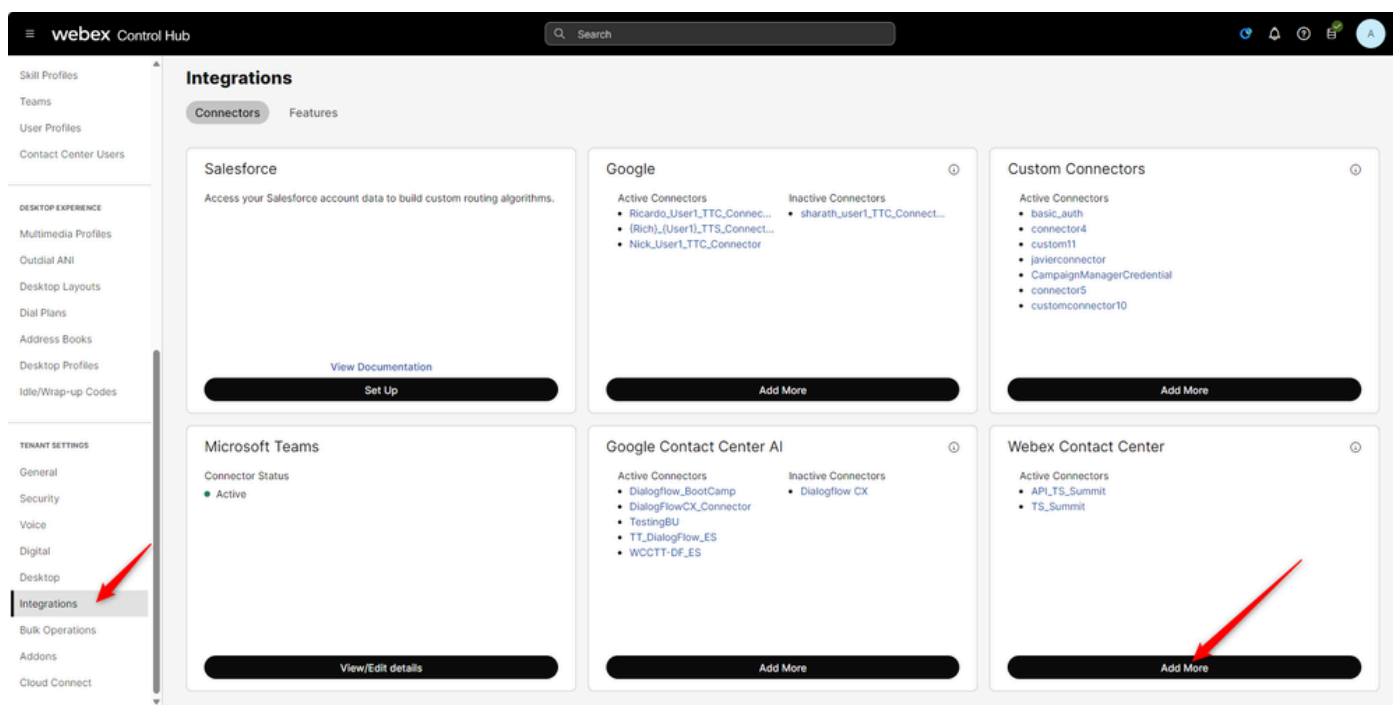 webex Control Hub
Search
A
Skill Profiles
Teams
User Profiles
Contact Center Users
DESKTOP EXPERIENCE
Multimedia Profiles
Outdial ANI
Desktop Layouts
Dial Plans
Address Books
Desktop Profiles
Idle/Wrap-up Codes
TENANT SETTINGS
General
Security
Voice
Digital
Desktop
Integrations
Bulk Operations
Addons
Cloud Connect
Integrations
Connectors
Features
Salesforce
Access your Salesforce account data to build custom routing algorithms.
View Documentation
Set Up
Google
Active Connectors
Ricardo_User1_TTC_Connec...
{Rich}_{User1}_TTS_Connect...
Nick_User1_TTC_Connector
Inactive Connectors
sharath_user1_TTC_Connect...
Add More
Custom Connectors
Active Connectors
basic_auth
connector4
custom11
javierconnector
CampaignManagerCredential
connector5
customconnector10
Add More
Microsoft Teams
Connector Status
Active
View/Edit details
Google Contact Center AI
Active Connectors
Dialogflow_BootCamp
DialogFlowCX_Connector
TestingBU
TT_DialogFlow_ES
WCCTT-DF_ES
Inactive Connectors
Dialogflow CX
Add More
Webex Contact Center
Active Connectors
API_TS_Summit
TS_Summit
Add More